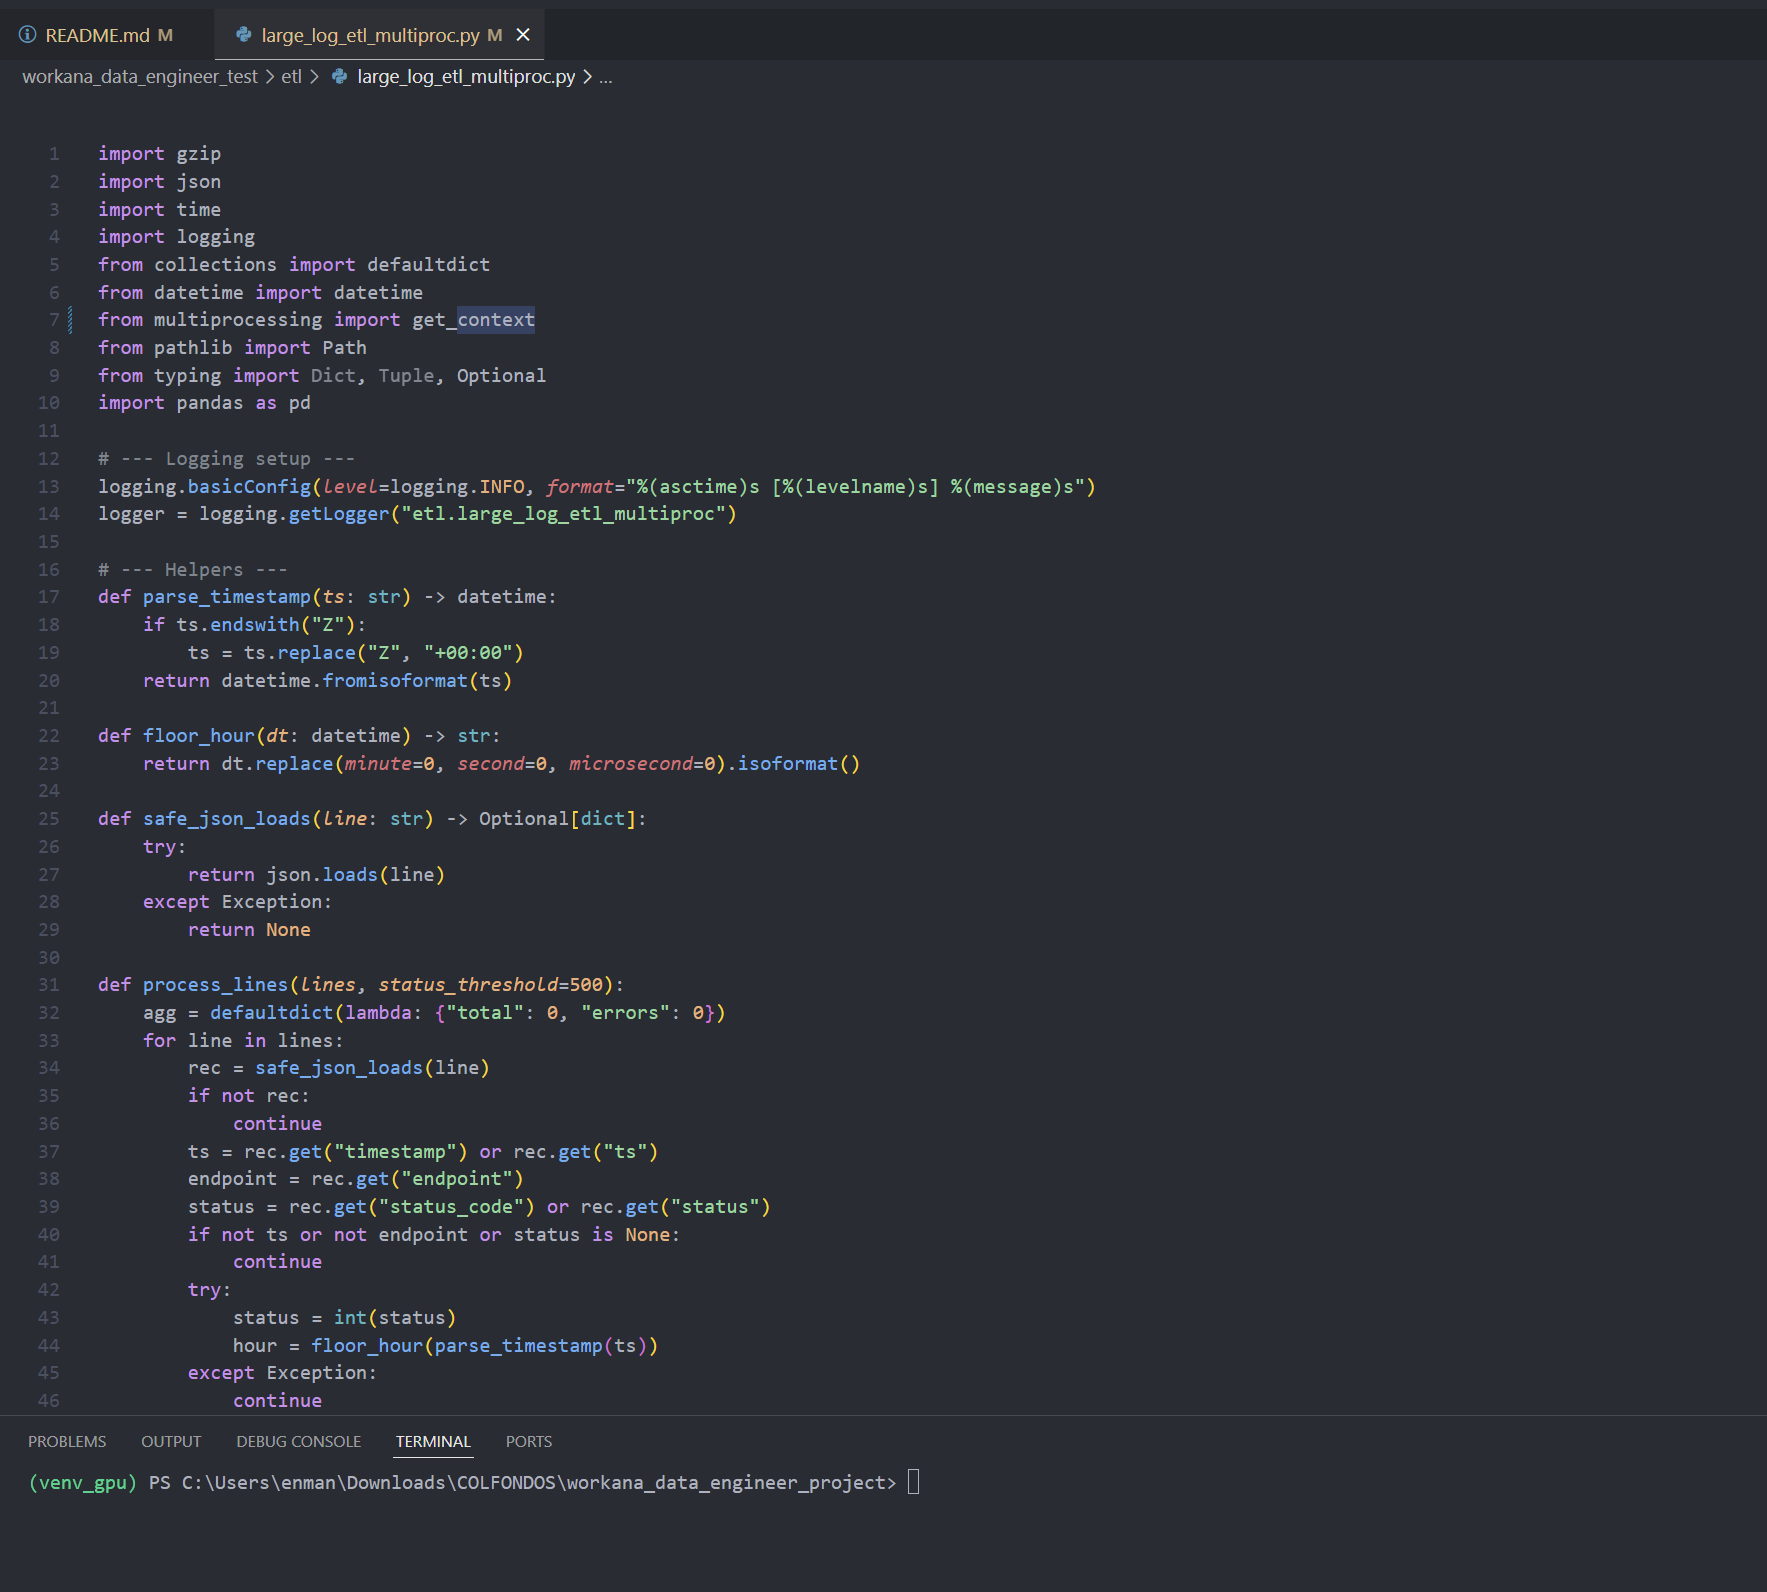 README.md M
large_log_etl_multiproc.py M
workana_data_engineer_test > etl > large_log_etl_multiproc.py > ...
1 import gzip
2 import json
3 import time
4 import logging
5 from collections import defaultdict
6 from datetime import datetime
7 from multiprocessing import get_context
8 from pathlib import Path
9 from typing import Dict, Tuple, Optional
10 import pandas as pd
11
12 # --- Logging setup ---
13 logging.basicConfig(level=logging.INFO, format="%(asctime)s [%(levelname)s] %(message)s")
14 logger = logging.getLogger("etl.large_log_etl_multiproc")
15
16 # --- Helpers ---
17 def parse_timestamp(ts: str) -> datetime:
18     if ts.endswith("Z"):
19         ts = ts.replace("Z", "+00:00")
20     return datetime.fromisoformat(ts)
21
22 def floor_hour(dt: datetime) -> str:
23     return dt.replace(minute=0, second=0, microsecond=0).isoformat()
24
25 def safe_json_loads(line: str) -> Optional[dict]:
26     try:
27         return json.loads(line)
28     except Exception:
29         return None
30
31 def process_lines(lines, status_threshold=500):
32     agg = defaultdict(lambda: {"total": 0, "errors": 0})
33     for line in lines:
34         rec = safe_json_loads(line)
35         if not rec:
36             continue
37         ts = rec.get("timestamp") or rec.get("ts")
38         endpoint = rec.get("endpoint")
39         status = rec.get("status_code") or rec.get("status")
40         if not ts or not endpoint or status is None:
41             continue
42         try:
43             status = int(status)
44             hour = floor_hour(parse_timestamp(ts))
45         except Exception:
46             continue
PROBLEMS OUTPUT DEBUG CONSOLE TERMINAL PORTS
(venv_gpu) PS C:\Users\enman\Downloads\COLFONDOS\workana_data_engineer_project>